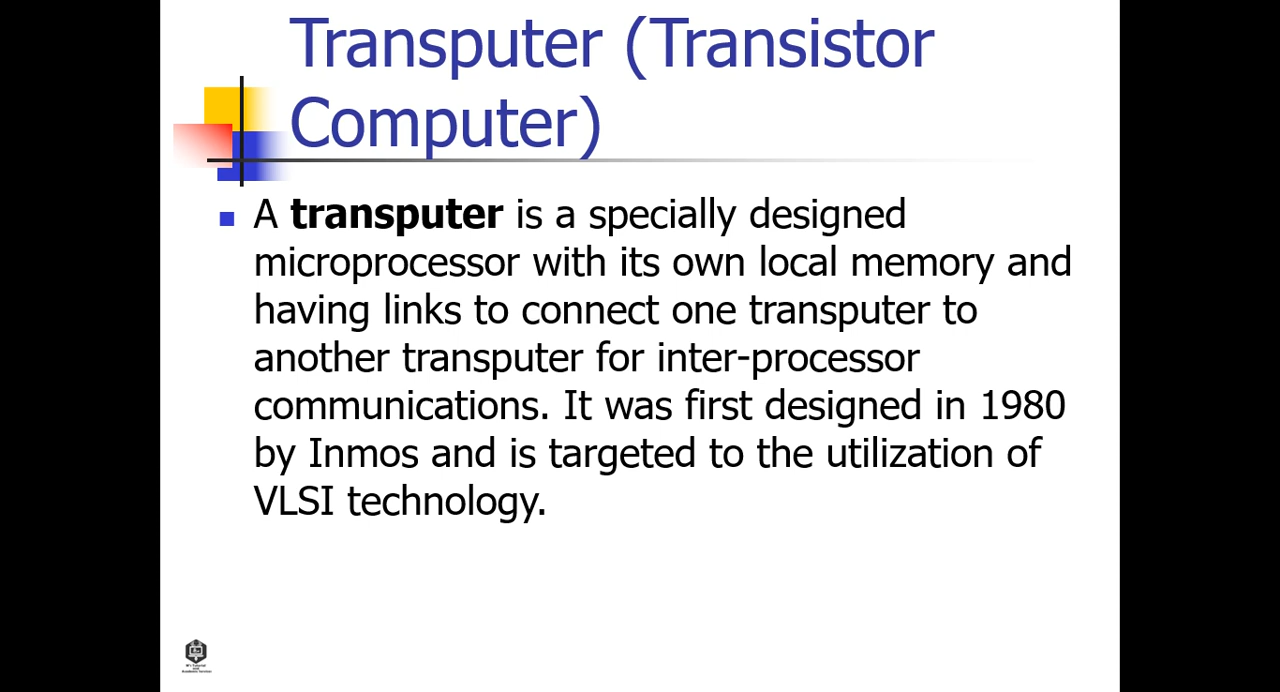 Transputer (Transistor
Computer)
A transputer is a specially designed
microprocessor with its own local memory and
having links to connect one transputer to
another transputer for inter-processor
communications. It was first designed in 1980
by Inmos and is targeted to the utilization of
VLSI technology.